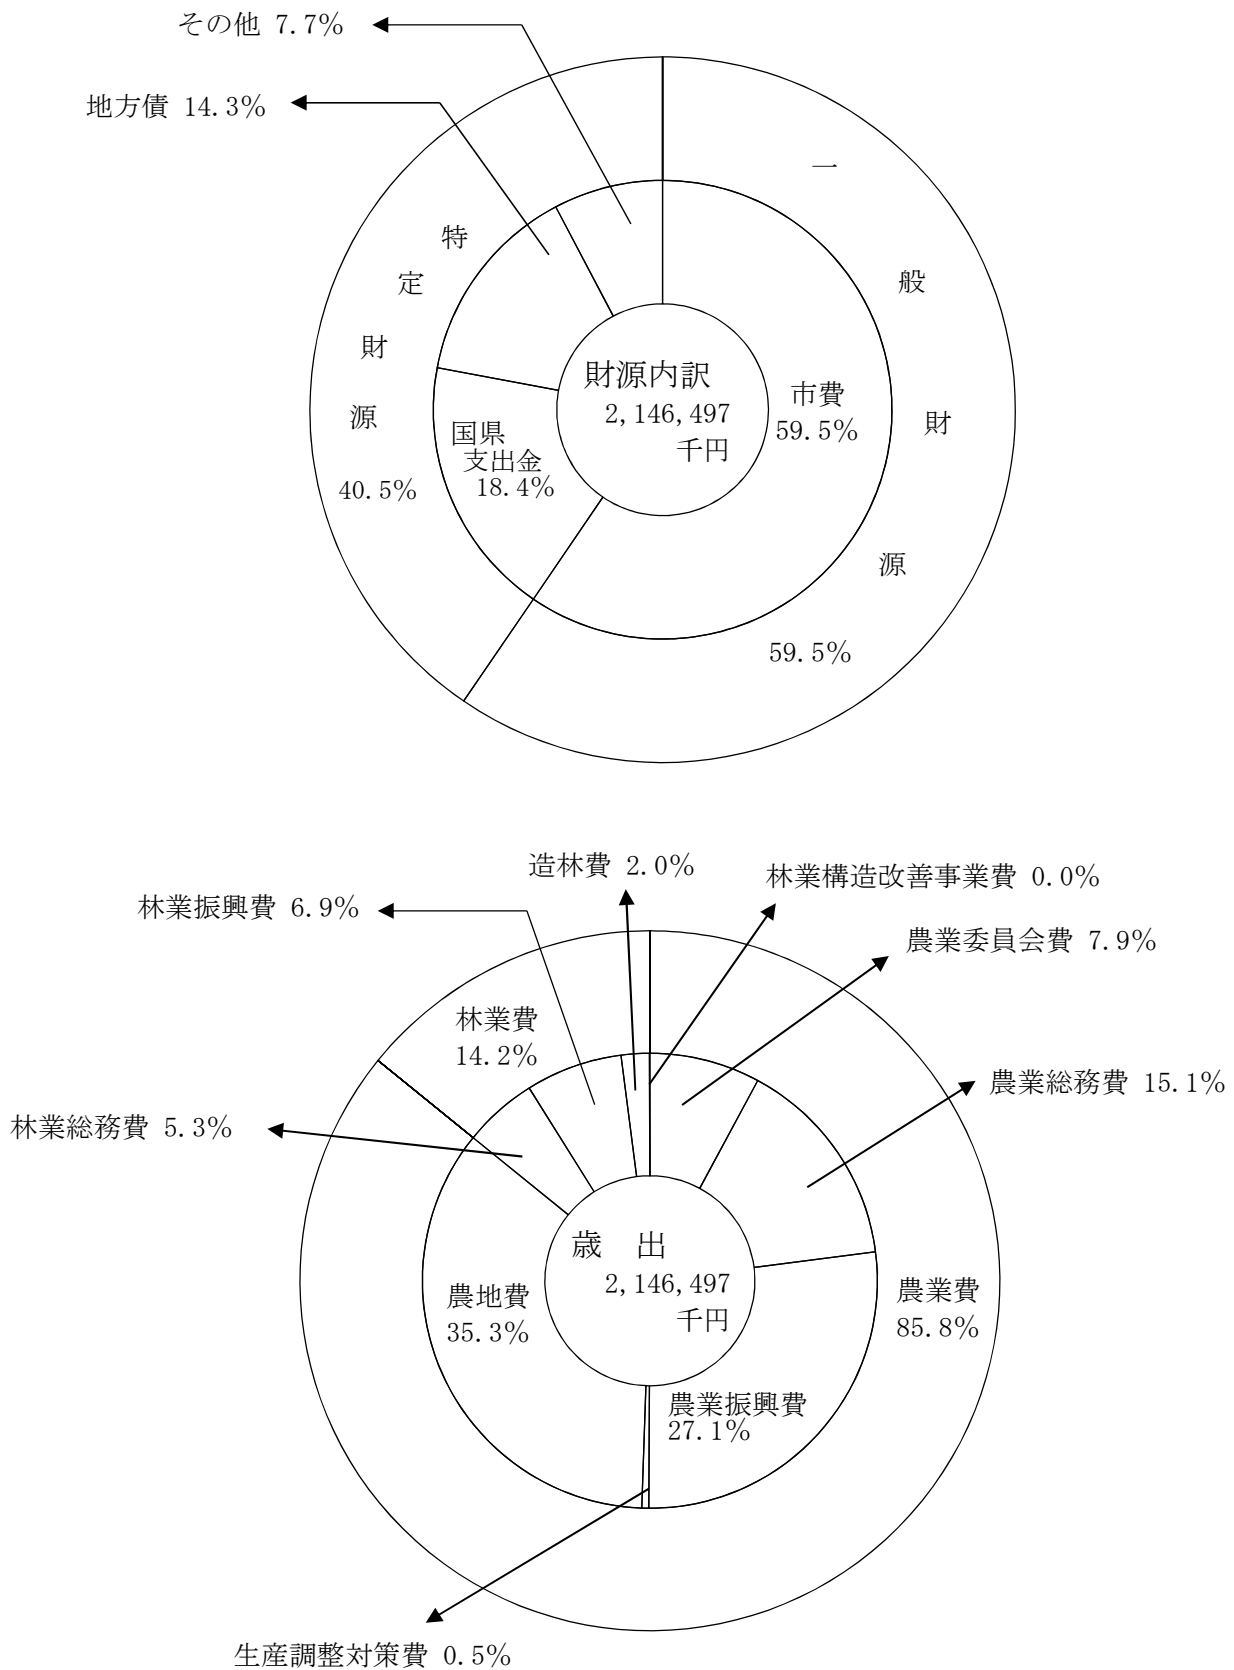 その他 7.7%
地方債 14.3%
一般財源
59.5%
特定財源
40.5%
財源内訳
2,146,497
千円
市費
59.5%
国県
支出金
18.4%
造林費 2.0%
林業構造改善事業費 0.0%
林業振興費 6.9%
農業委員会費 7.9%
林業費
14.2%
農業総務費 15.1%
林業総務費 5.3%
歳 出
2,146,497
千円
農地費
35.3%
農業費
85.8%
農業振興費
27.1%
生産調整対策費 0.5%